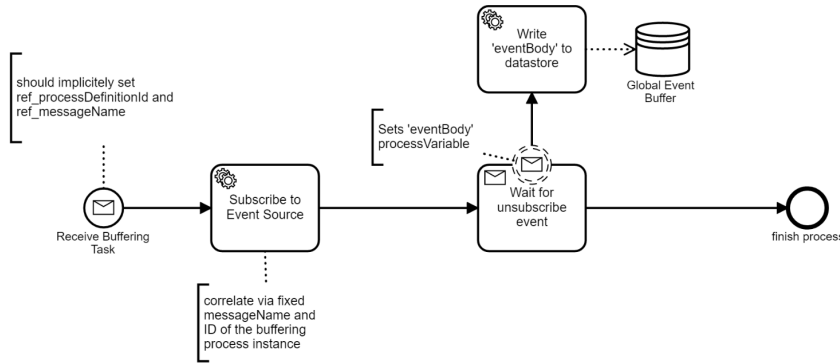 Write
'eventBody' to
datastore
Global Event
Buffer
should implicitely set
ref_processDefinitionId and
ref_messageName
Sets 'eventBody'
processVariable
Receive Buffering
Task
Subscribe to
Event Source
Wait for
unsubscribe
event
finish process
correlate via fixed
messageName and
ID of the buffering
process instance